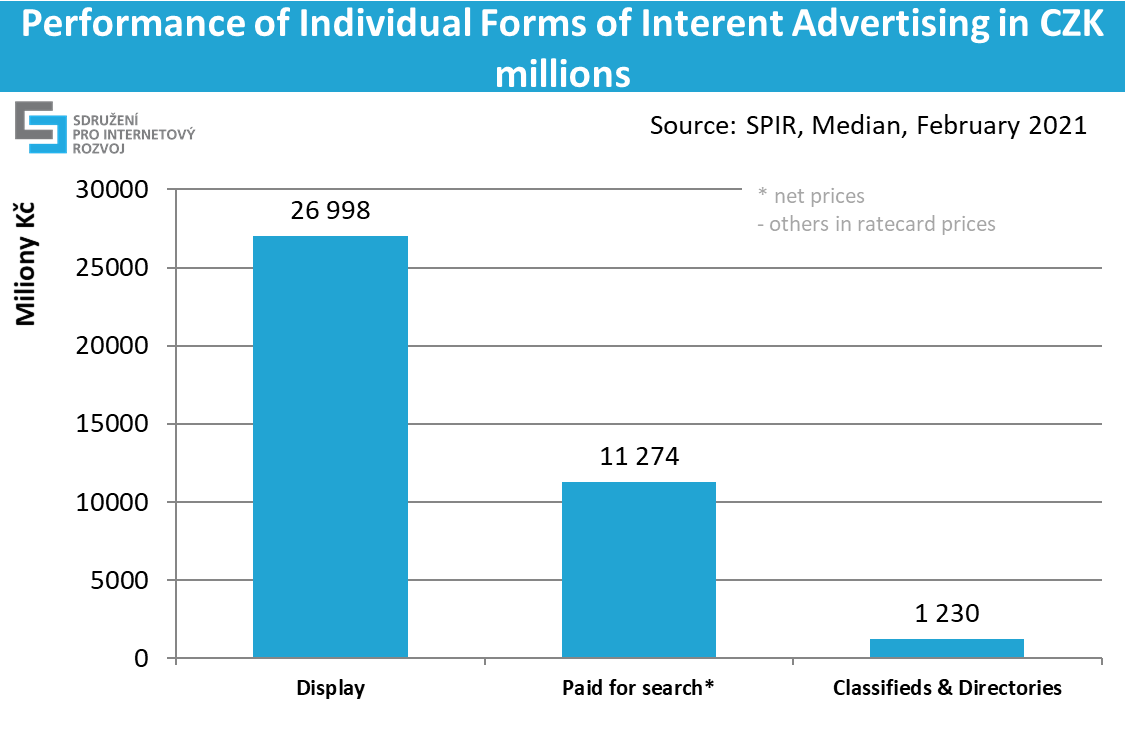 Performance of Individual Forms of Interent Advertising in CZK
millions
SDRUŽENÍ
PRO INTERNETOVÝ
ROZVOJ
Source: SPIR, Median, February 2021
Miliony Kč
* net prices
- others in ratecard prices
30000
25000
20000
15000
10000
5000
0
26 998
11 274
1 230
Display
Paid for search*
Classifieds & Directories